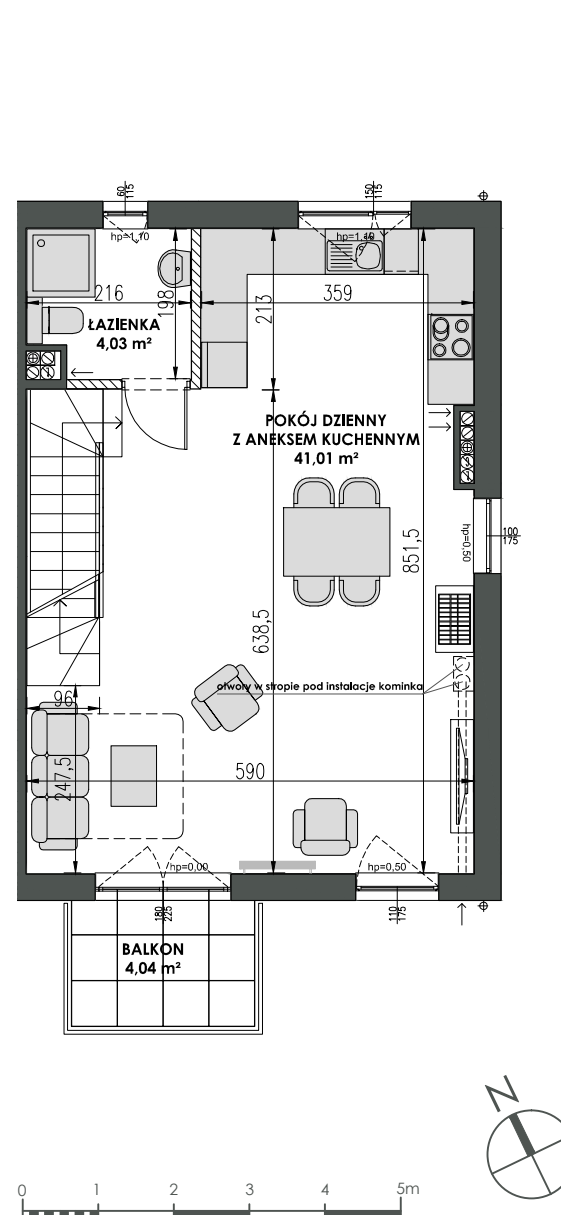 60
115
150
115
hp=1,10
hp=1,10
216
198
213
359
ŁAZIENKA
4,03 m²
POKÓJ DZIENNY
Z ANEKSEM KUCHENNYM
41,01 m²
hp=0,50
100
175
851,5
638,5
otwory w stropie pod instalacje kominka
96
247,5
590
hp=0,00
hp=0,50
180
225
110
175
BALKON
4,04 m²
N
0 1 2 3 4 5m